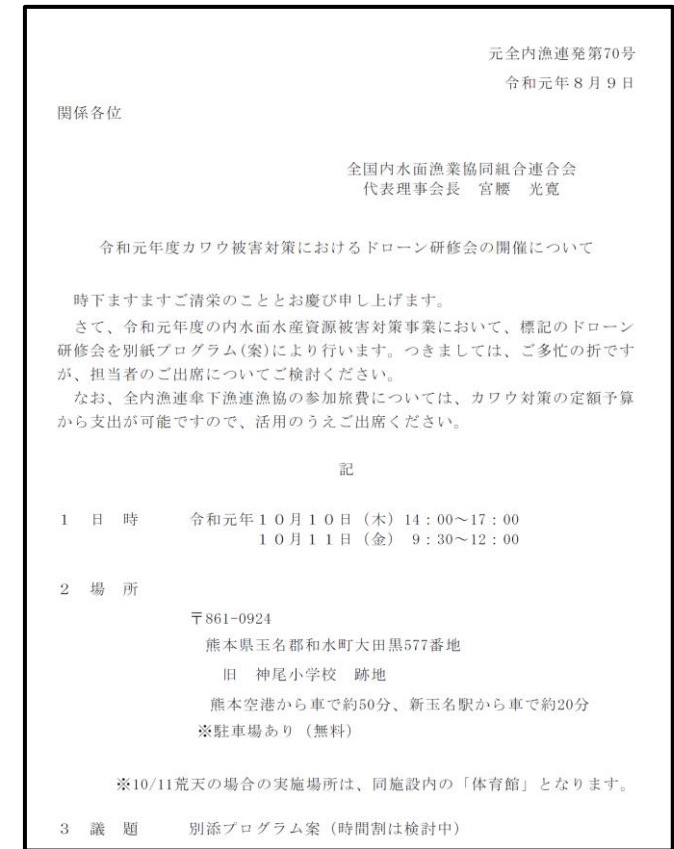 元全内漁連発第70号
令和元年８月９日
関係各位
全国内水面漁業協同組合連合会
代表理事会長　宮腰　光寛
令和元年度カワウ被害対策におけるドローン研修会の開催について
時下ますますご清栄のこととお慶び申し上げます。
さて、令和元年度の内水面水産資源被害対策事業において、標記のドローン
研修会を別紙プログラム(案)により行います。つきましては、ご多忙の折です
が、担当者のご出席についてご検討ください。
なお、全内漁連傘下漁連漁協の参加旅費については、カワウ対策の定額予算
から支出が可能ですので、活用のうえご出席ください。
記
1　日　時　　令和元年１０月１０日（木）14：00～17：00
１０月１１日（金）　9：30～12：00
2　場　所
〒861-0924
熊本県玉名郡和水町大田黒577番地
旧　神尾小学校　跡地
熊本空港から車で約50分、新玉名駅から車で約20分
※駐車場あり（無料）
※10/11荒天の場合の実施場所は、同施設内の「体育館」となります。
3　議　題　　別添プログラム案（時間割は検討中）